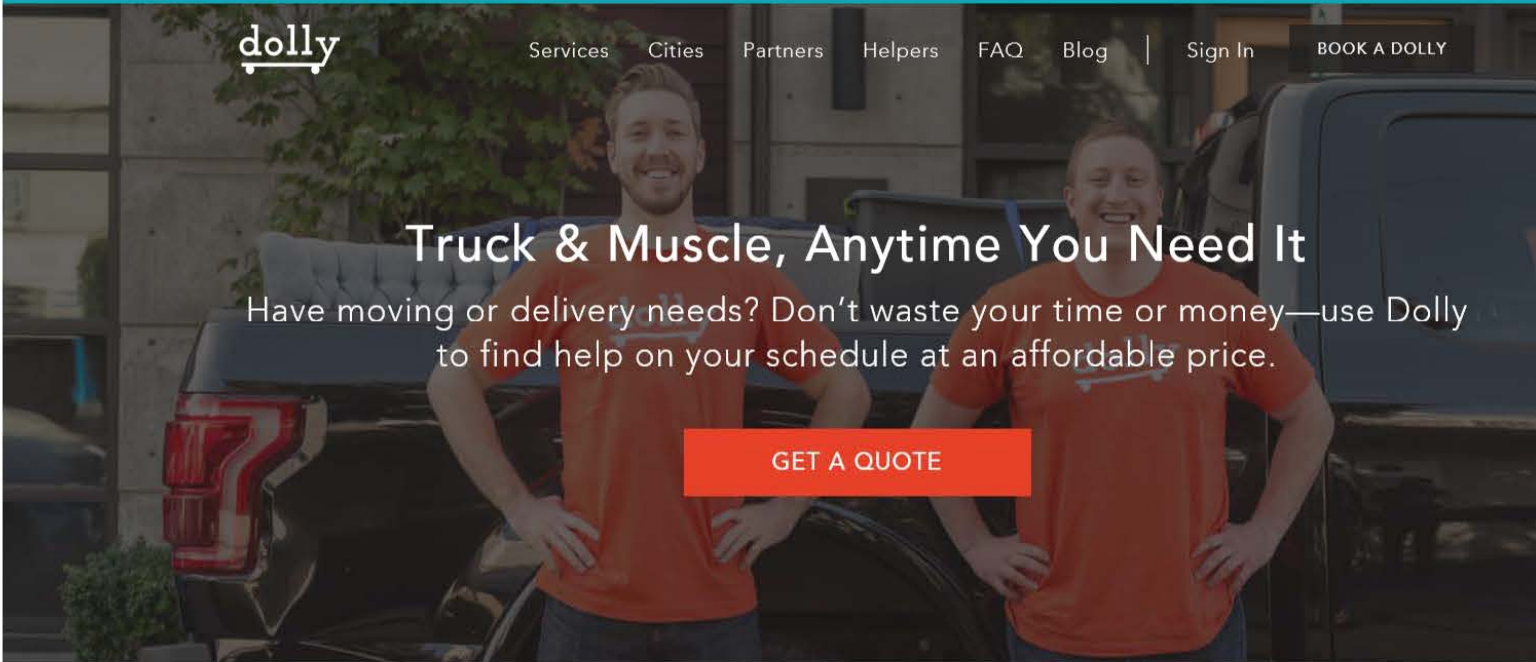 dolly
Services Cities Partners Helpers FAQ Blog | Sign In BOOK A DOLLY
Truck & Muscle, Anytime You Need It
Have moving or delivery needs? Don’t waste your time or money—use Dolly
to find help on your schedule at an affordable price.
dolly
dolly
GET A QUOTE